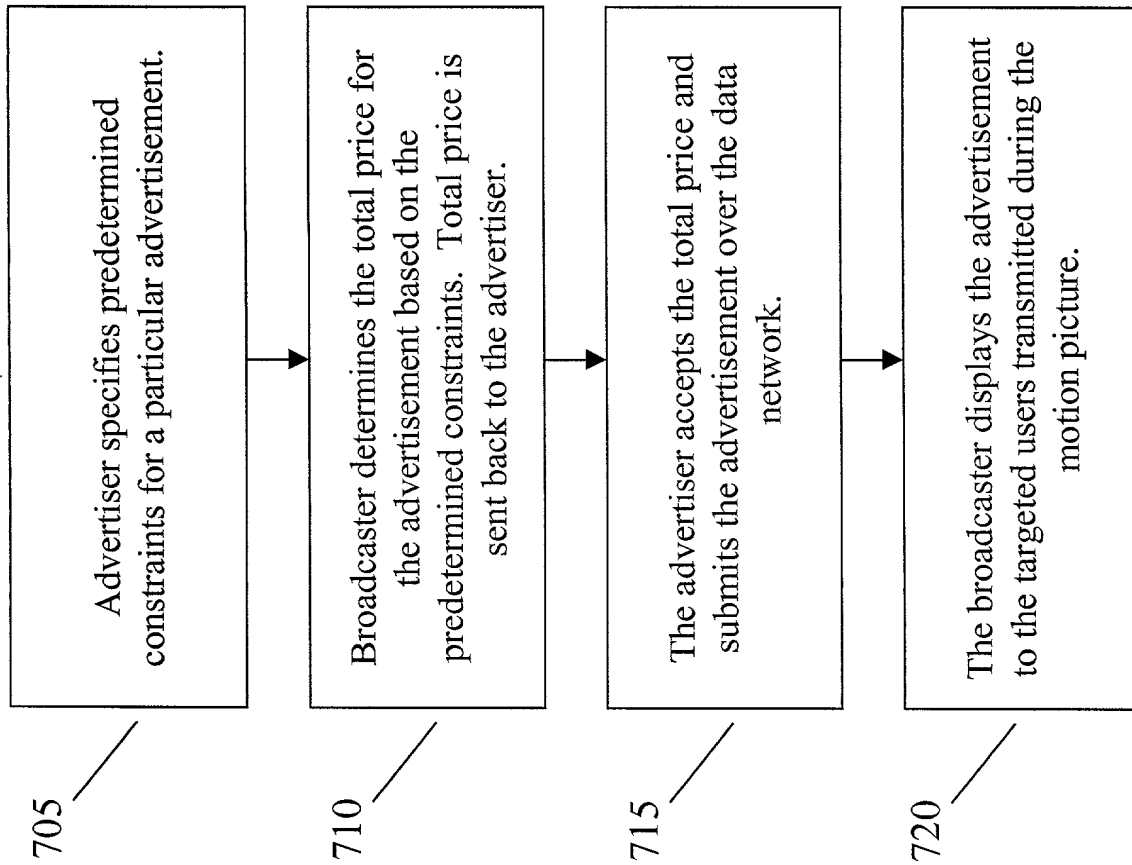 705
Advertiser specifies predetermined
constraints for a particular advertisement.
710
Broadcaster determines the total price for
the advertisement based on the
predetermined constraints. Total price is
sent back to the advertiser.
715
The advertiser accepts the total price and
submits the advertisement over the data
network.
720
The broadcaster displays the advertisement
to the targeted users transmitted during the
motion picture.